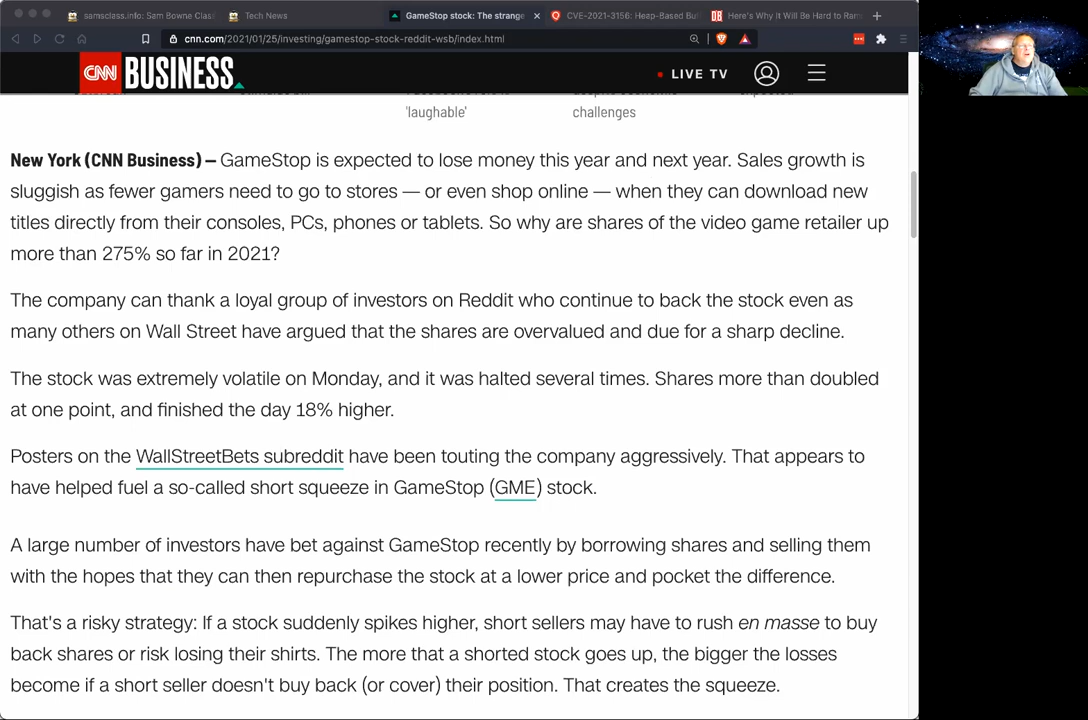 samsclass.info: Sam Bowne Clas
Tech News
GameStop stock: The strange
CVE-2021-3156: Heap-Based Bu
Here's Why It Will Be Hard to Ram
cnn.com/2021/01/25/investing/gamestop-stock-reddit-wsb/index.html
CNN BUSINESS
LIVE TV
'laughable'
challenges
New York (CNN Business) — GameStop is expected to lose money this year and next year. Sales growth is
sluggish as fewer gamers need to go to stores — or even shop online — when they can download new
titles directly from their consoles, PCs, phones or tablets. So why are shares of the video game retailer up
more than 275% so far in 2021?
The company can thank a loyal group of investors on Reddit who continue to back the stock even as
many others on Wall Street have argued that the shares are overvalued and due for a sharp decline.
The stock was extremely volatile on Monday, and it was halted several times. Shares more than doubled
at one point, and finished the day 18% higher.
Posters on the WallStreetBets subreddit have been touting the company aggressively. That appears to
have helped fuel a so-called short squeeze in GameStop (GME) stock.
A large number of investors have bet against GameStop recently by borrowing shares and selling them
with the hopes that they can then repurchase the stock at a lower price and pocket the difference.
That's a risky strategy: If a stock suddenly spikes higher, short sellers may have to rush en masse to buy
back shares or risk losing their shirts. The more that a shorted stock goes up, the bigger the losses
become if a short seller doesn't buy back (or cover) their position. That creates the squeeze.